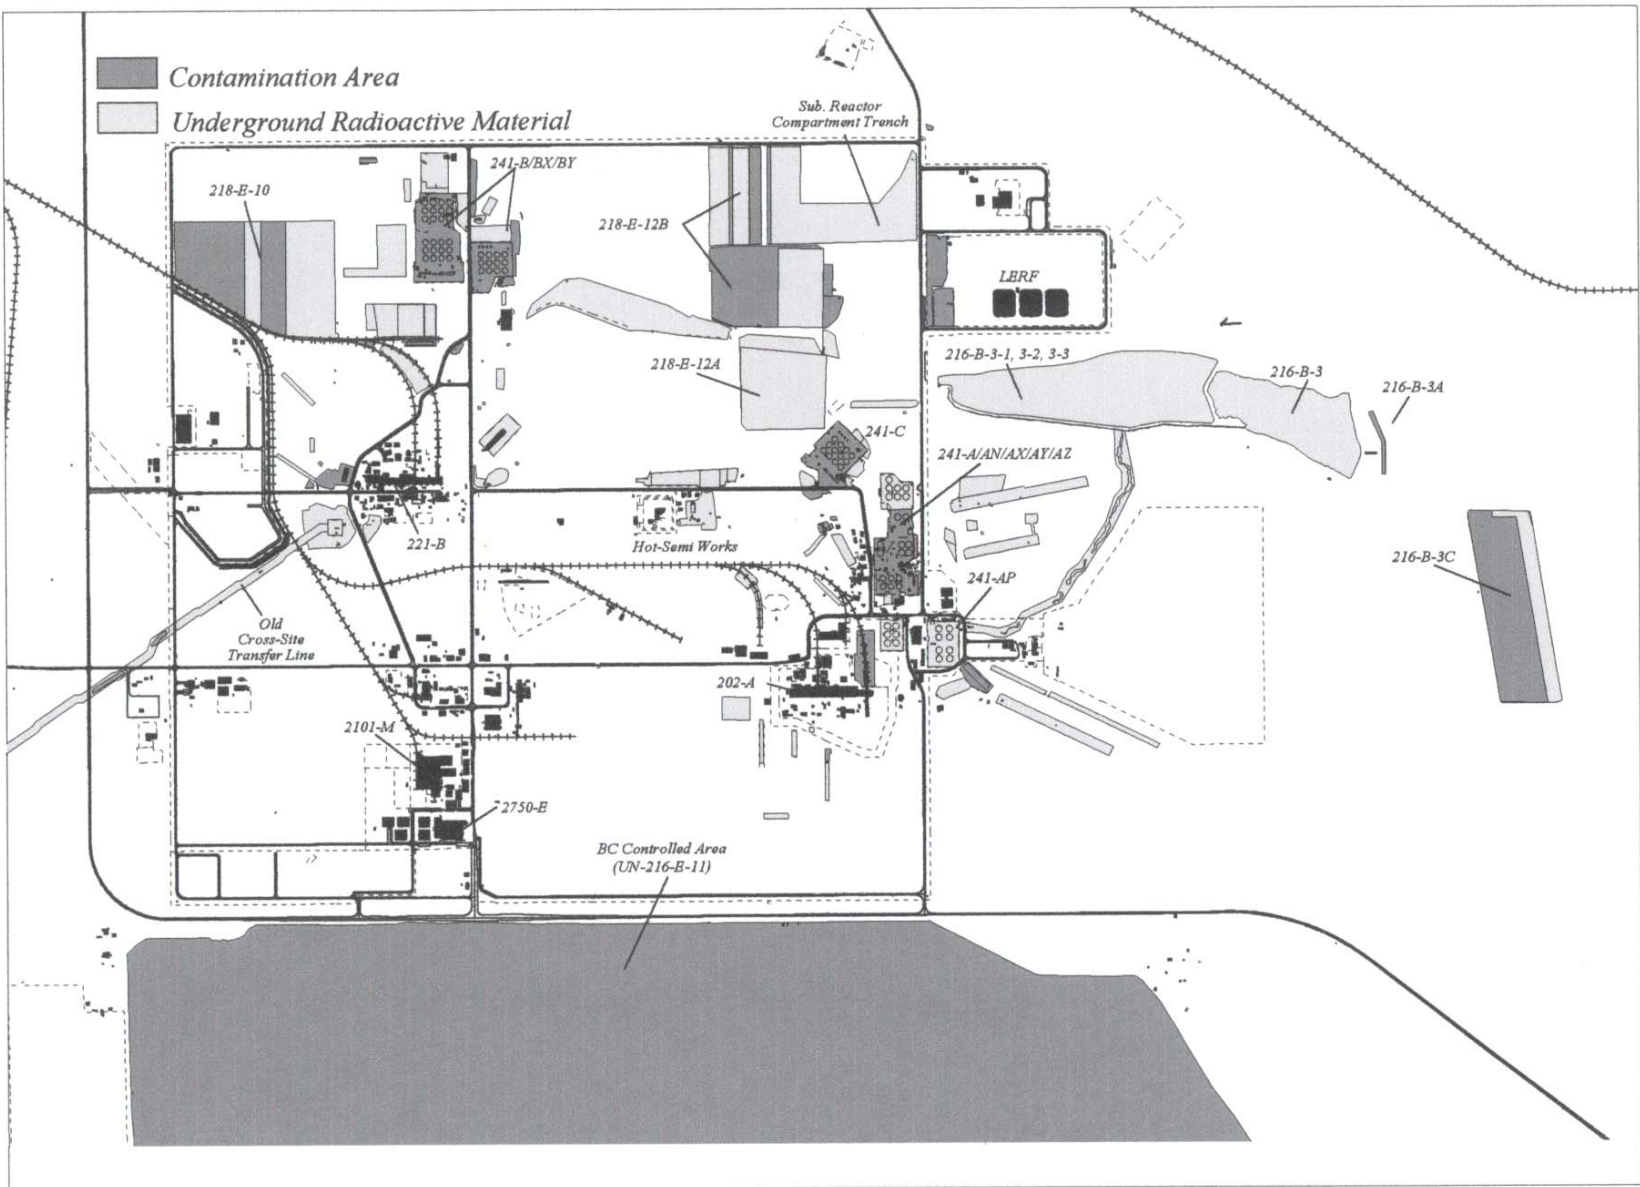 Contamination Area
Underground Radioactive Material
Sub. Reactor
Compartment Trench
241-B/BX/BY
218-E-10
218-E-12B
LERF
218-E-12A
216-B-3-1, 3-2, 3-3
216-B-3
216-B-3A
241-C
241-A/AN/AX/AY/AZ
221-B
Hot-Semi Works
216-B-3C
241-AP
Old
Cross-Site
Transfer Line
202-A
2101-M
2750-E
BC Controlled Area
(UN-216-E-11)